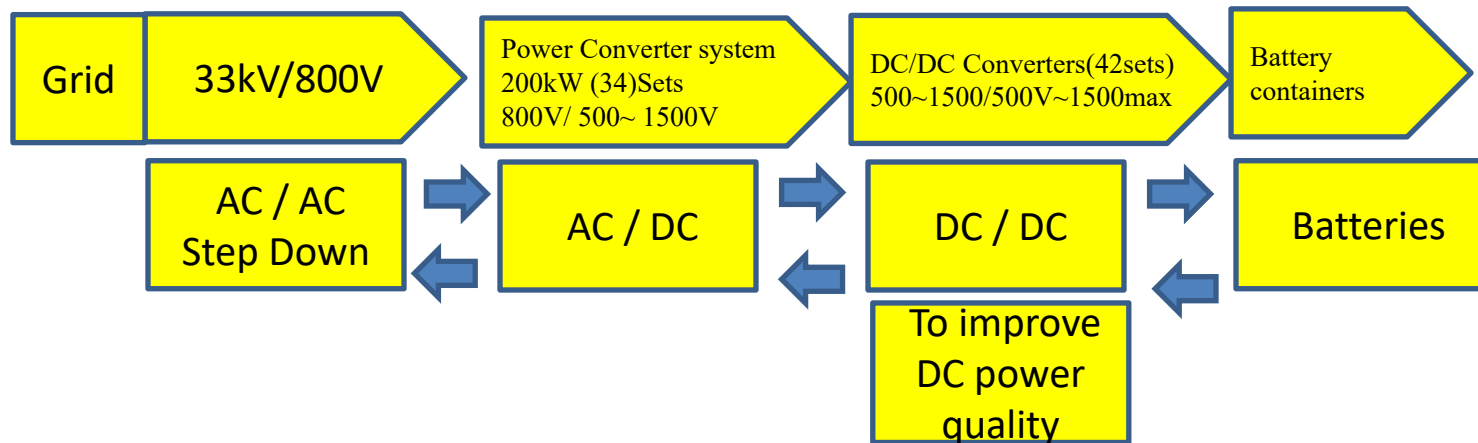 Grid
33kV/800V
Power Converter system
200kW (34)Sets
800V/ 500~ 1500V
DC/DC Converters(42sets)
500~1500/500V~1500max
Battery
containers
AC / AC
Step Down
AC / DC
DC / DC
Batteries
To improve
DC power
quality